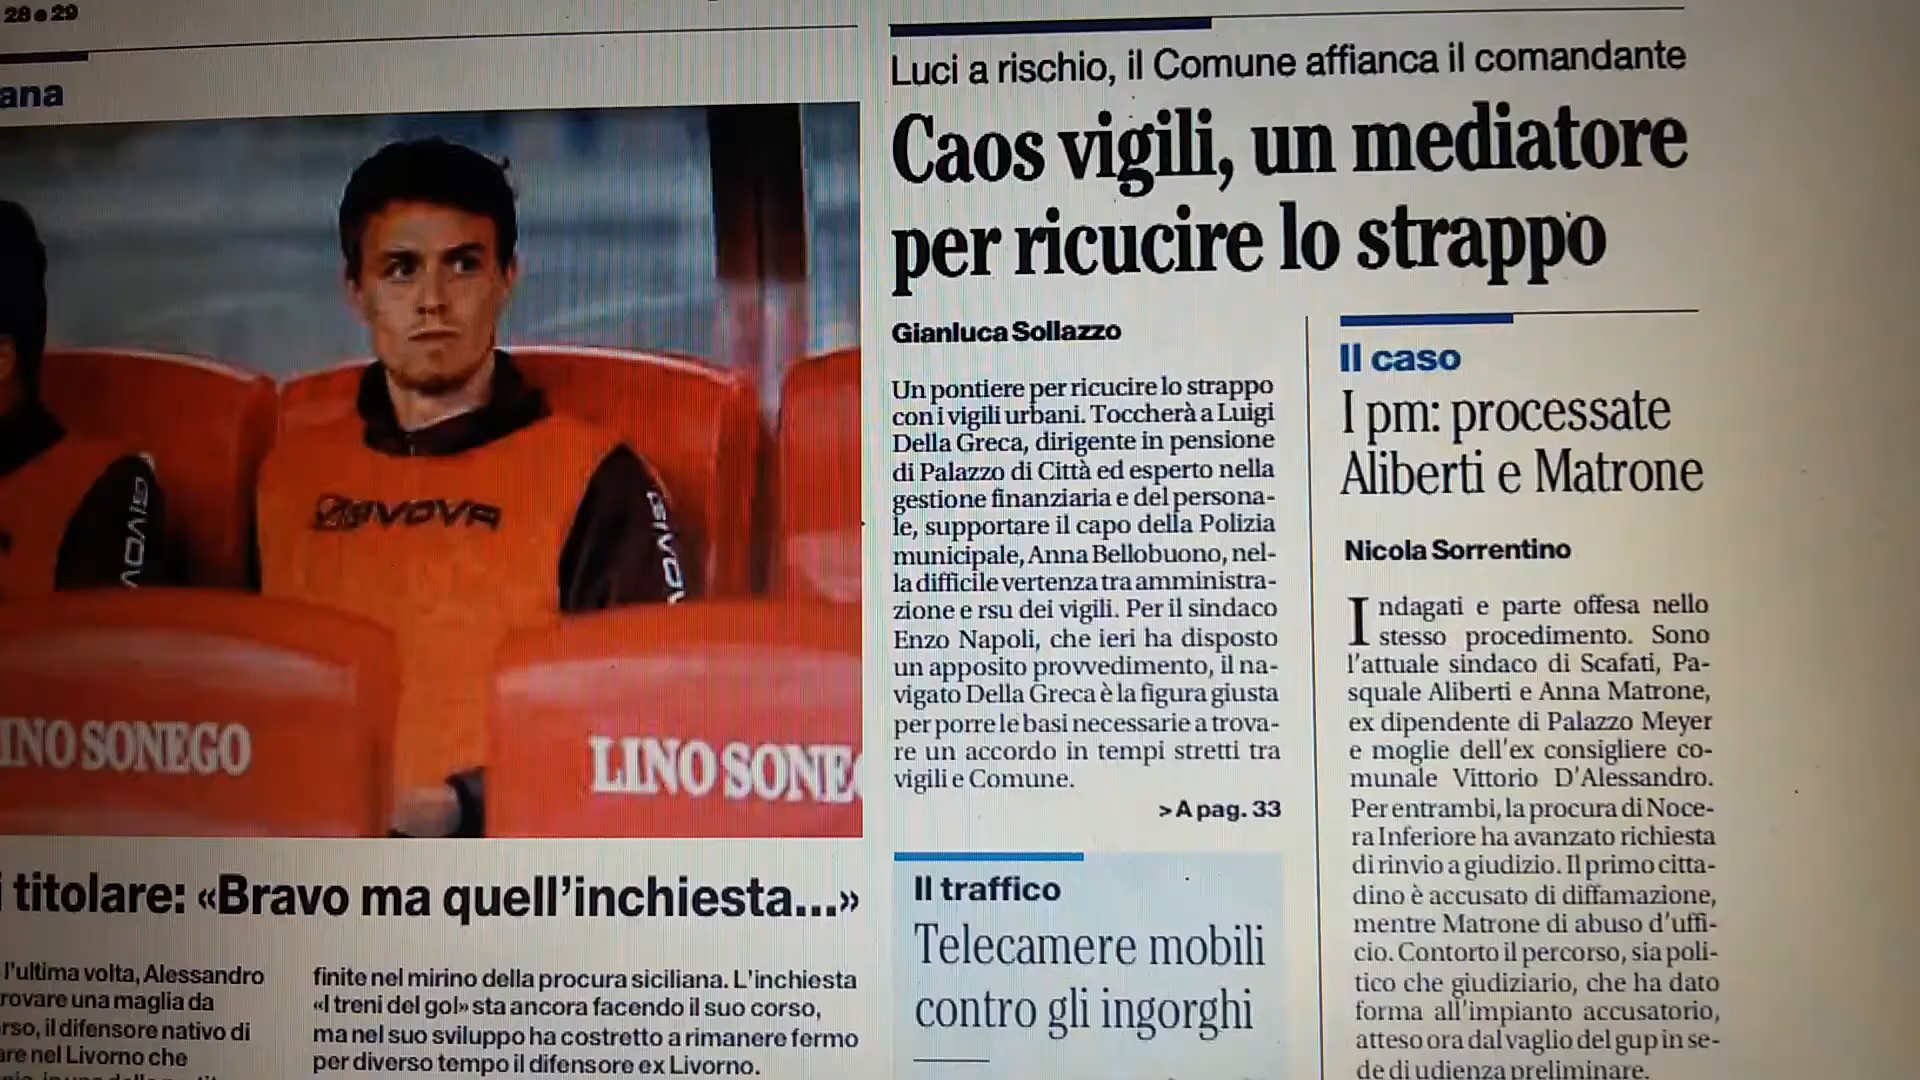 28 e 29
ana
GIVOVA
GIVOV
GIVOV
INO SONEGO
LINO SONEG
i titolare: «Bravo ma quell'inchiesta...»
l'ultima volta, Alessandro
rovare una maglia da
rso, il difensore nativo di
are nel Livorno che
finite nel mirino della procura siciliana. L'inchiesta
«I treni del gol» sta ancora facendo il suo corso,
ma nel suo sviluppo ha costretto a rimanere fermo
per diverso tempo il difensore ex Livorno.
Luci a rischio, il Comune affianca il comandante
Caos vigili, un mediatore
per ricucire lo strappo
Gianluca Sollazzo
Un pontiere per ricucire lo strappo
con i vigili urbani. Toccherà a Luigi
Della Greca, dirigente in pensione
di Palazzo di Città ed esperto nella
gestione finanziaria e del persona-
le, supportare il capo della Polizia
municipale, Anna Bellobuono, nel-
la difficile vertenza tra amministra-
zione e rsu dei vigili. Per il sindaco
Enzo Napoli, che ieri ha disposto
un apposito provvedimento, il na-
vigato Della Greca è la figura giusta
per porre le basi necessarie a trova-
re un accordo in tempi stretti tra
vigili e Comune.
> A pag. 33
Il traffico
Telecamere mobili
contro gli ingorghi
Il caso
I pm: processate
Aliberti e Matrone
Nicola Sorrentino
Indagati e parte offesa nello
stesso procedimento. Sono
l'attuale sindaco di Scafati, Pa-
squale Aliberti e Anna Matrone,
ex dipendente di Palazzo Meyer
e moglie dell'ex consigliere co-
munale Vittorio D'Alessandro.
Per entrambi, la procura di Noce-
ra Inferiore ha avanzato richiesta
di rinvio a giudizio. Il primo citta-
dino è accusato di diffamazione,
mentre Matrone di abuso d'uffi-
cio. Contorto il percorso, sia poli-
tico che giudiziario, che ha dato
forma all'impianto accusatorio,
atteso ora dal vaglio del gup in se-
de di udienza preliminare.